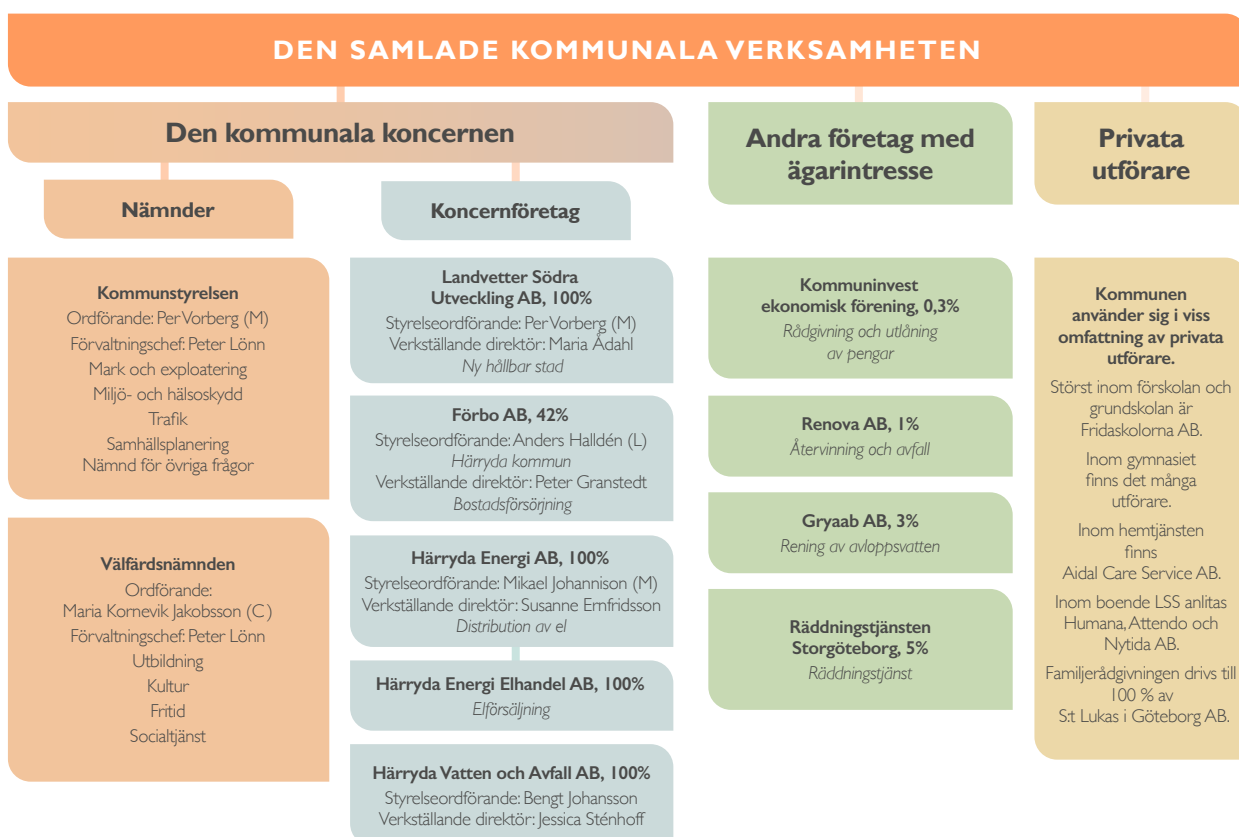 DEN SAMLADE KOMMUNALA VERKSAMHETEN
Den kommunala koncernen
Nämnder
Kommunstyrelsen
Ordförande: Per Vorberg (M)
Förvaltningschef: Peter Lönn
Mark och exploatering
Miljö- och hälsoskydd
Trafik
Samhällsplanering
Nämnd för övriga frågor
Välfärdsnämnden
Ordförande:
Maria Kornevik Jakobsson (C)
Förvaltningschef: Peter Lönn
Utbildning
Kultur
Fritid
Socialtjänst
Koncernföretag
Landvetter Södra
Utveckling AB, 100%
Styrelseordförande: Per Vorberg (M)
Verkställande direktör: Maria Ådahl
Ny hållbar stad
Förbo AB, 42%
Styrelseordförande: Anders Halldén (L)
Härryda kommun
Verkställande direktör: Peter Granstedt
Bostadsförsörjning
Härryda Energi AB, 100%
Styrelseordförande: Mikael Johannison (M)
Verkställande direktör: Susanne Ernfridsson
Distribution av el
Härryda Energi Elhandel AB, 100%
Elförsäljning
Härryda Vatten och Avfall AB, 100%
Styrelseordförande: Bengt Johansson
Verkställande direktör: Jessica Sténhoff
Andra företag med
ägarintresse
Kommuninvest
ekonomisk förening, 0,3%
Rådgivning och utlåning
av pengar
Renova AB, 1%
Återvinning och avfall
Gryaab AB, 3%
Rening av avloppsvatten
Räddningstjänsten
Storgöteborg, 5%
Räddningstjänst
Privata
utförare
Kommunen
använder sig i viss
omfattning av privata
utförare.
Störst inom förskolan och
grundskolan är
Fridaskolorna AB.
Inom gymnasiet
finns det många
utförare.
Inom hemtjänsten
finns
Aidal Care Service AB.
Inom boende LSS anlitas
Humana, Attendo och
Nytida AB.
Familjerådgivningen drivs till
100 % av
S:t Lukas i Göteborg AB.